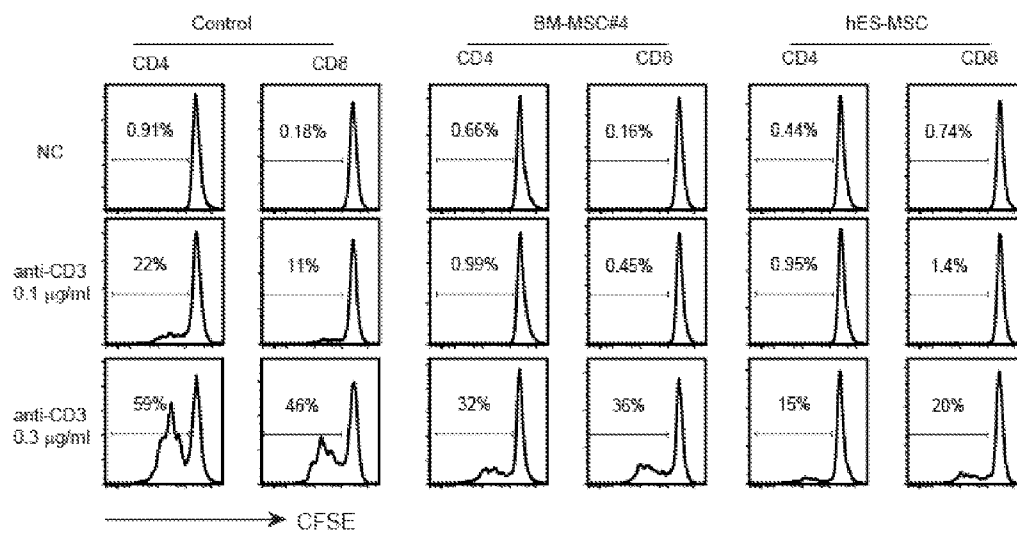 Control BM-MSC#4 hES-MSC
CD4 CD8 CD4 CD8 CD4 CD8
NC 0.91% 0.18% 0.66% 0.16% 0.44% 0.74%
anti-CD3 0.1 μg/ml 22% 11% 0.99% 0.45% 0.95% 1.4%
anti-CD3 0.3 μg/ml 59% 46% 32% 36% 15% 20%
CFSE